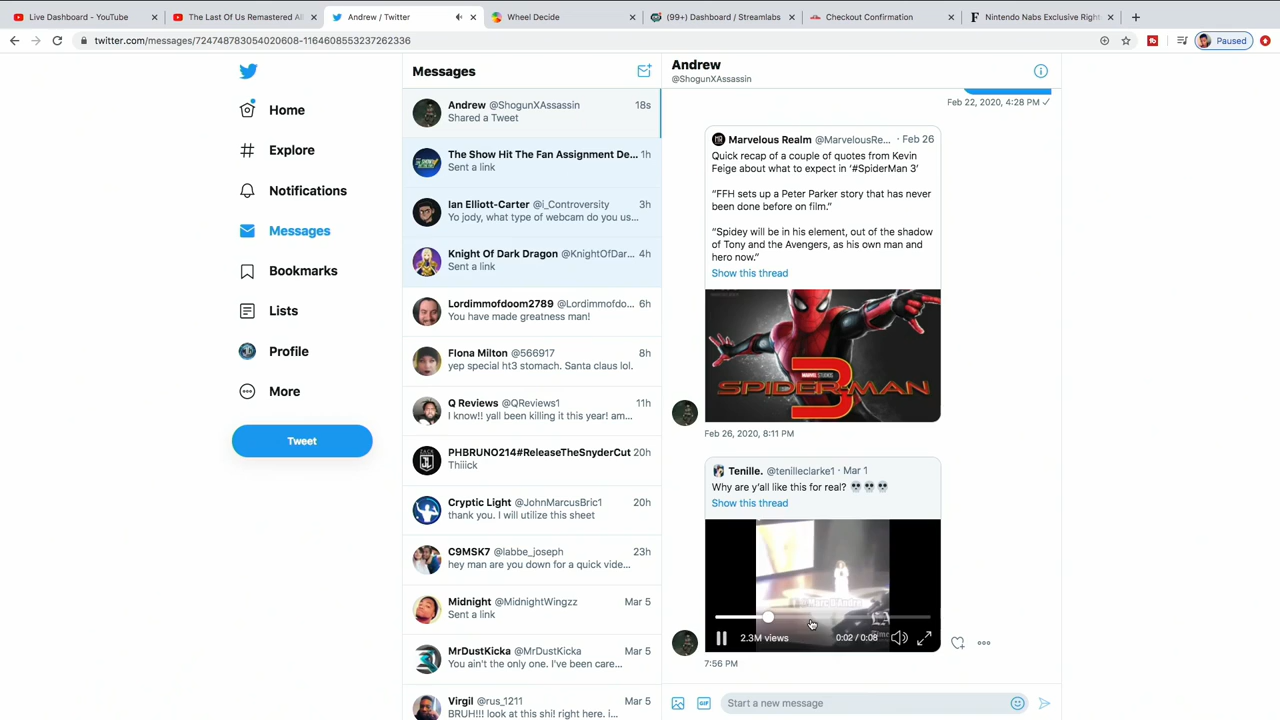 Live Dashboard - YouTube
The Last Of Us Remastered All
Andrew / Twitter
Wheel Decide
(99+) Dashboard / Streamlabs
Checkout Confirmation
Nintendo Nabs Exclusive Right
twitter.com/messages/724748783054020608-1164608553237262336
Paused
Home
Explore
Notifications
Messages
Bookmarks
Lists
Profile
More
Tweet
Messages
Andrew @ShogunXAssassin 18s
Shared a Tweet
The Show Hit The Fan Assignment De... 1h
Sent a link
Ian Elliott-Carter @i_Controversity 3h
Yo jody, what type of webcam do you us...
Knight Of Dark Dragon @KnightOfDar... 4h
Sent a link
Lordimmofdoom2789 @Lordimmofdo... 6h
You have made greatness man!
Flona Milton @566917 8h
yep special ht3 stomach. Santa claus lol.
Q Reviews @QReviews1 11h
I know!! yall been killing it this year! am...
PHBRUNO214#ReleaseTheSnyderCut 20h
Thiiick
Cryptic Light @JohnMarcusBric1 20h
thank you. I will utilize this sheet
C9MSK7 @labbe_joseph 23h
hey man are you down for a quick vide...
Midnight @MidnightWingzz Mar 5
Sent a link
MrDustKicka @MrDustKicka Mar 5
You ain't the only one. I've been care...
Virgil @rus_1211 Mar 5
BRUH!!! look at this shi! right here. i...
Andrew
@ShogunXAssassin
Feb 22, 2020, 4:28 PM
Marvelous Realm @MarvelousRe... · Feb 26
Quick recap of a couple of quotes from Kevin
Feige about what to expect in '#SpiderMan 3'
"FFH sets up a Peter Parker story that has never
been done before on film."
"Spidey will be in his element, out of the shadow
of Tony and the Avengers, as his own man and
hero now."
Show this thread
MARVEL STUDIOS
SPIDER-MAN
3
Feb 26, 2020, 8:11 PM
Tenille. @tenilleclarke1 · Mar 1
Why are y'all like this for real? 💀💀💀
Show this thread
2.3M views
0:02 / 0:08
7:56 PM
GIF
Start a new message